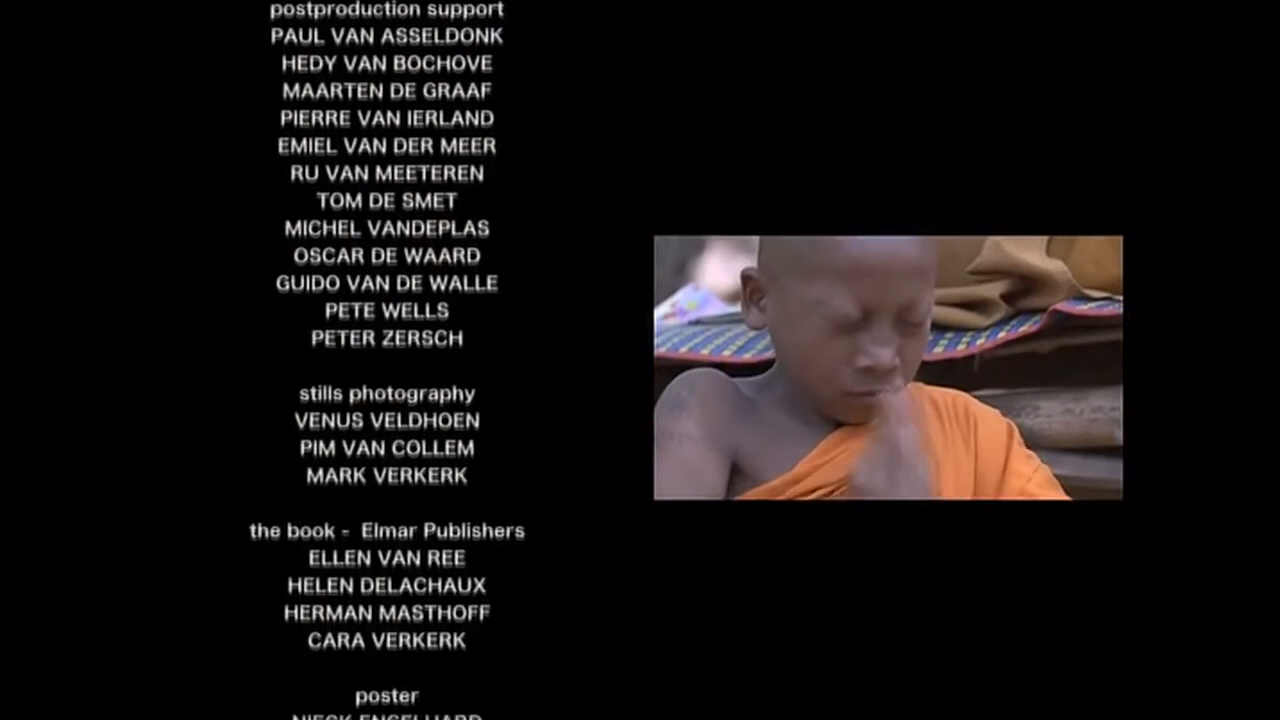 postproduction support
PAUL VAN ASSELDONK
HEDY VAN BOCHOVE
MAARTEN DE GRAAF
PIERRE VAN IERLAND
EMIEL VAN DER MEER
RU VAN MEETEREN
TOM DE SMET
MICHEL VANDEPLAS
OSCAR DE WAARD
GUIDO VAN DE WALLE
PETE WELLS
PETER ZERSCH
stills photography
VENUS VELDHOEN
PIM VAN COLLEM
MARK VERKERK
the book - Elmar Publishers
ELLEN VAN REE
HELEN DELACHAUX
HERMAN MASTHOFF
CARA VERKERK
poster